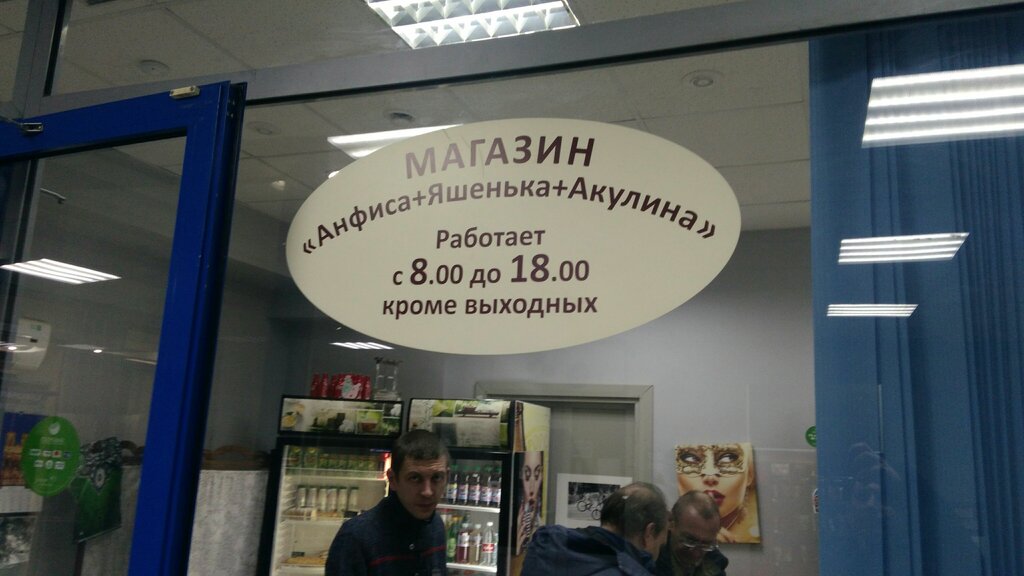 МАГАЗИН
«Анфиса+Яшенька+Акулина»
Работает
с 8.00 до 18.00
кроме выходных